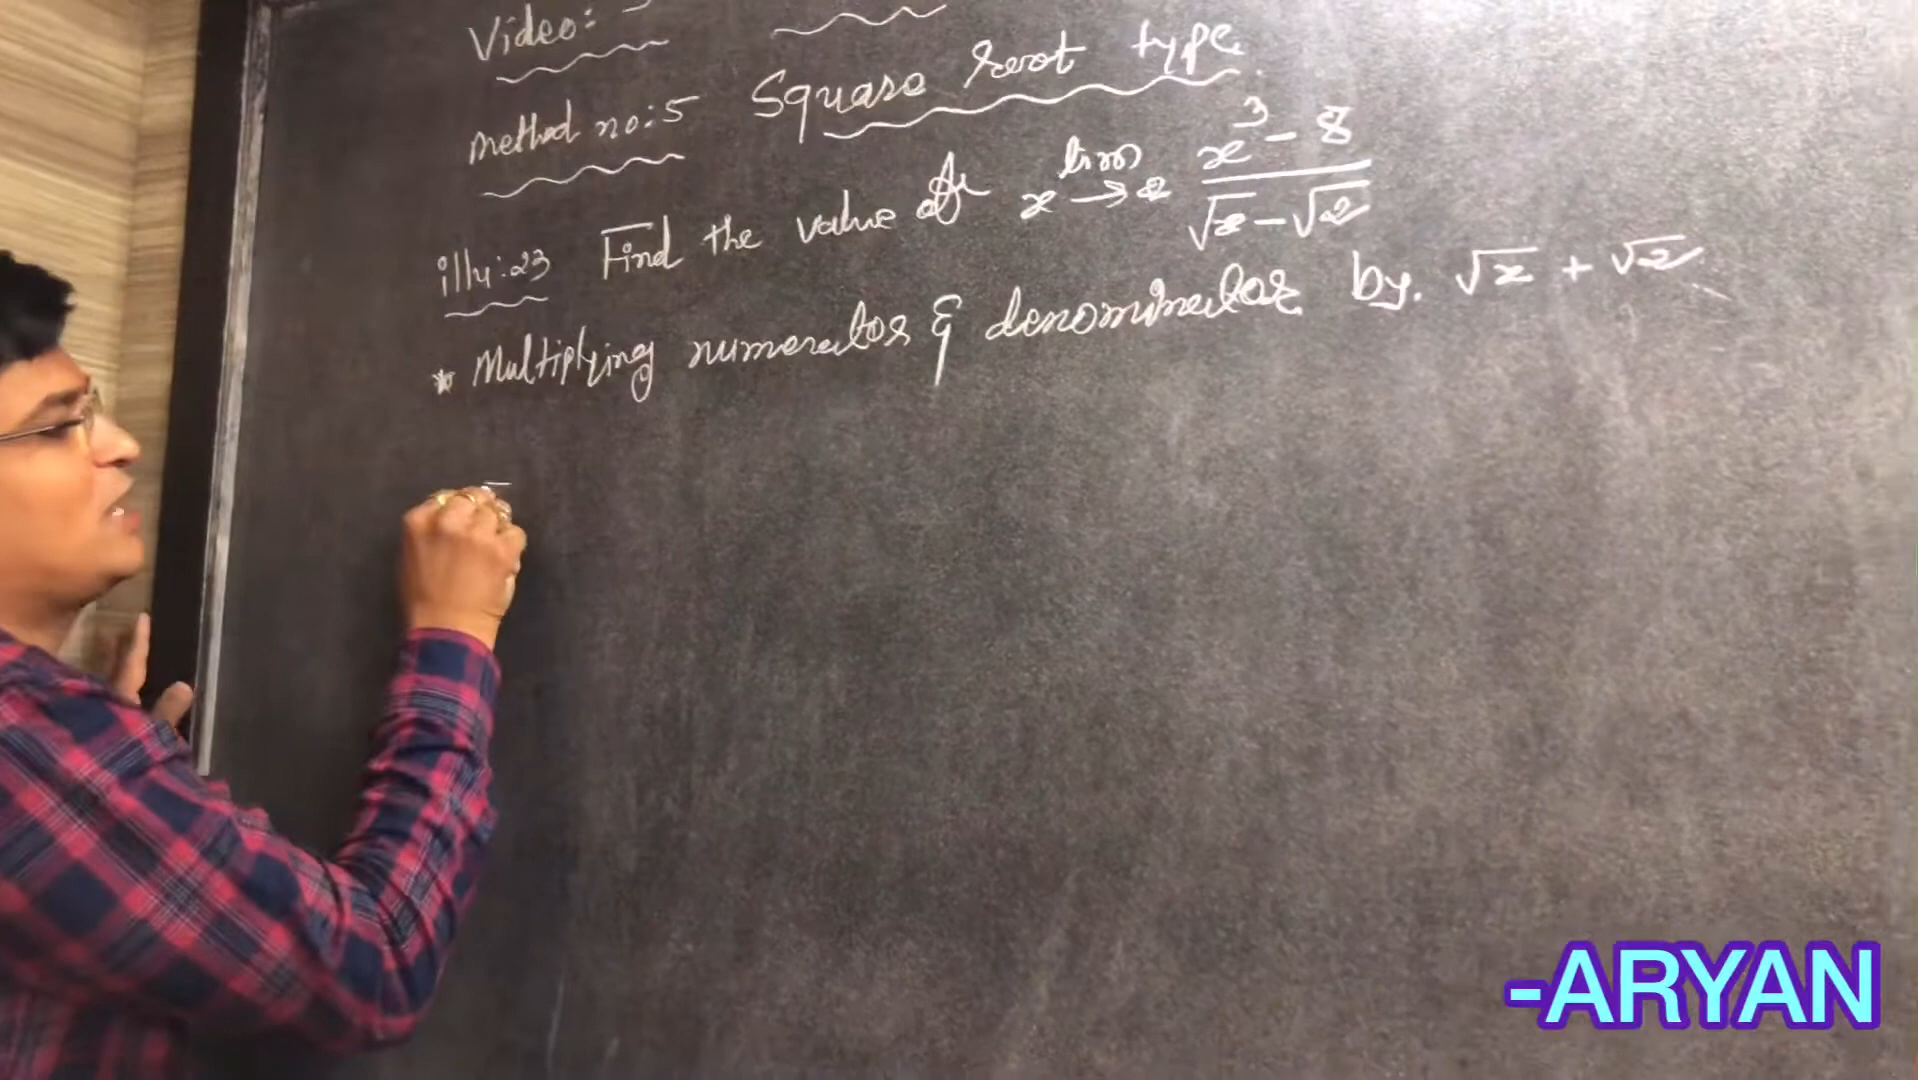 Video:
Method no:5 Square root type.
illu:23 Find the value of lim x→2 x³-8 / √x-√2
* Multiplying numerator & denominator by. √x + √2
-ARYAN